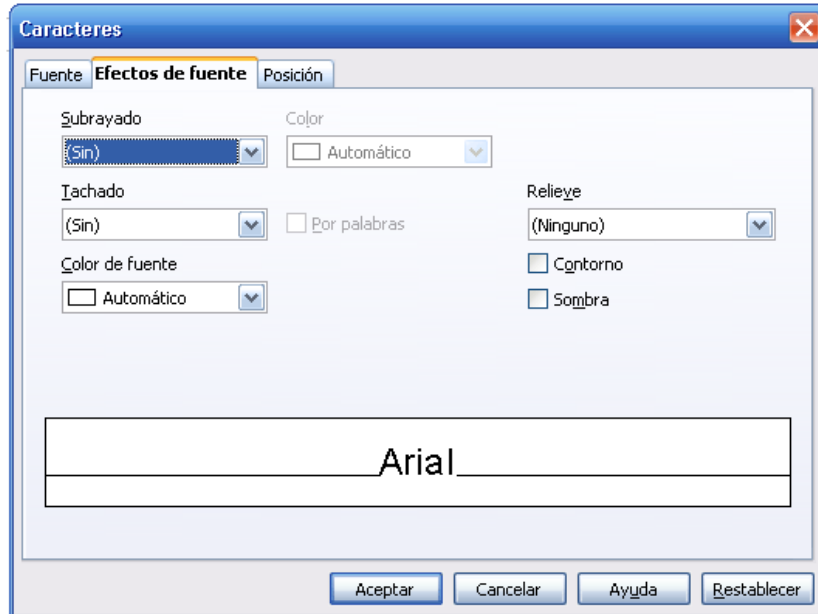 Caracteres
Fuente Efectos de fuente Posición
Subrayado Color
(Sin) Automático
Tachado Relieve
(Sin) Por palabras (Ninguno)
Color de fuente Contorno
Automático Sombra
Arial
Aceptar Cancelar Ayuda Restablecer